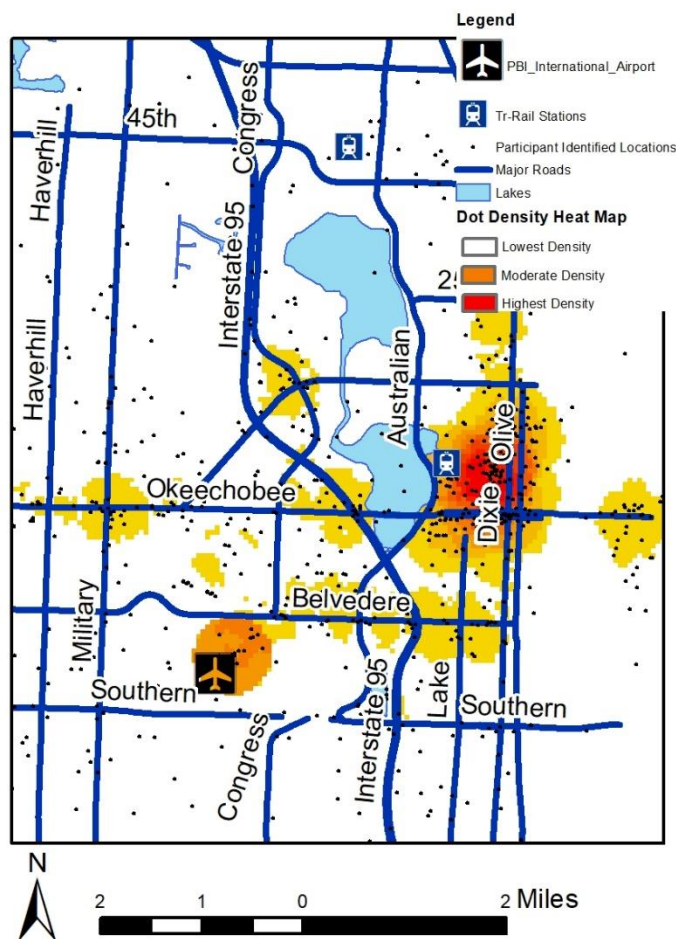 Legend
PBI_International_Airport
Tr-Rail Stations
Participant Identified Locations
Major Roads
Lakes
Dot Density Heat Map
Lowest Density
Moderate Density
Highest Density
45th
Congress
Haverhill
Interstate 95
25
Haverhill
Australian
Olive
Dixie
Okeechobee
Military
Belvedere
Southern
Congress
Interstate 95
Lake
Southern
N
2 1 0 2 Miles